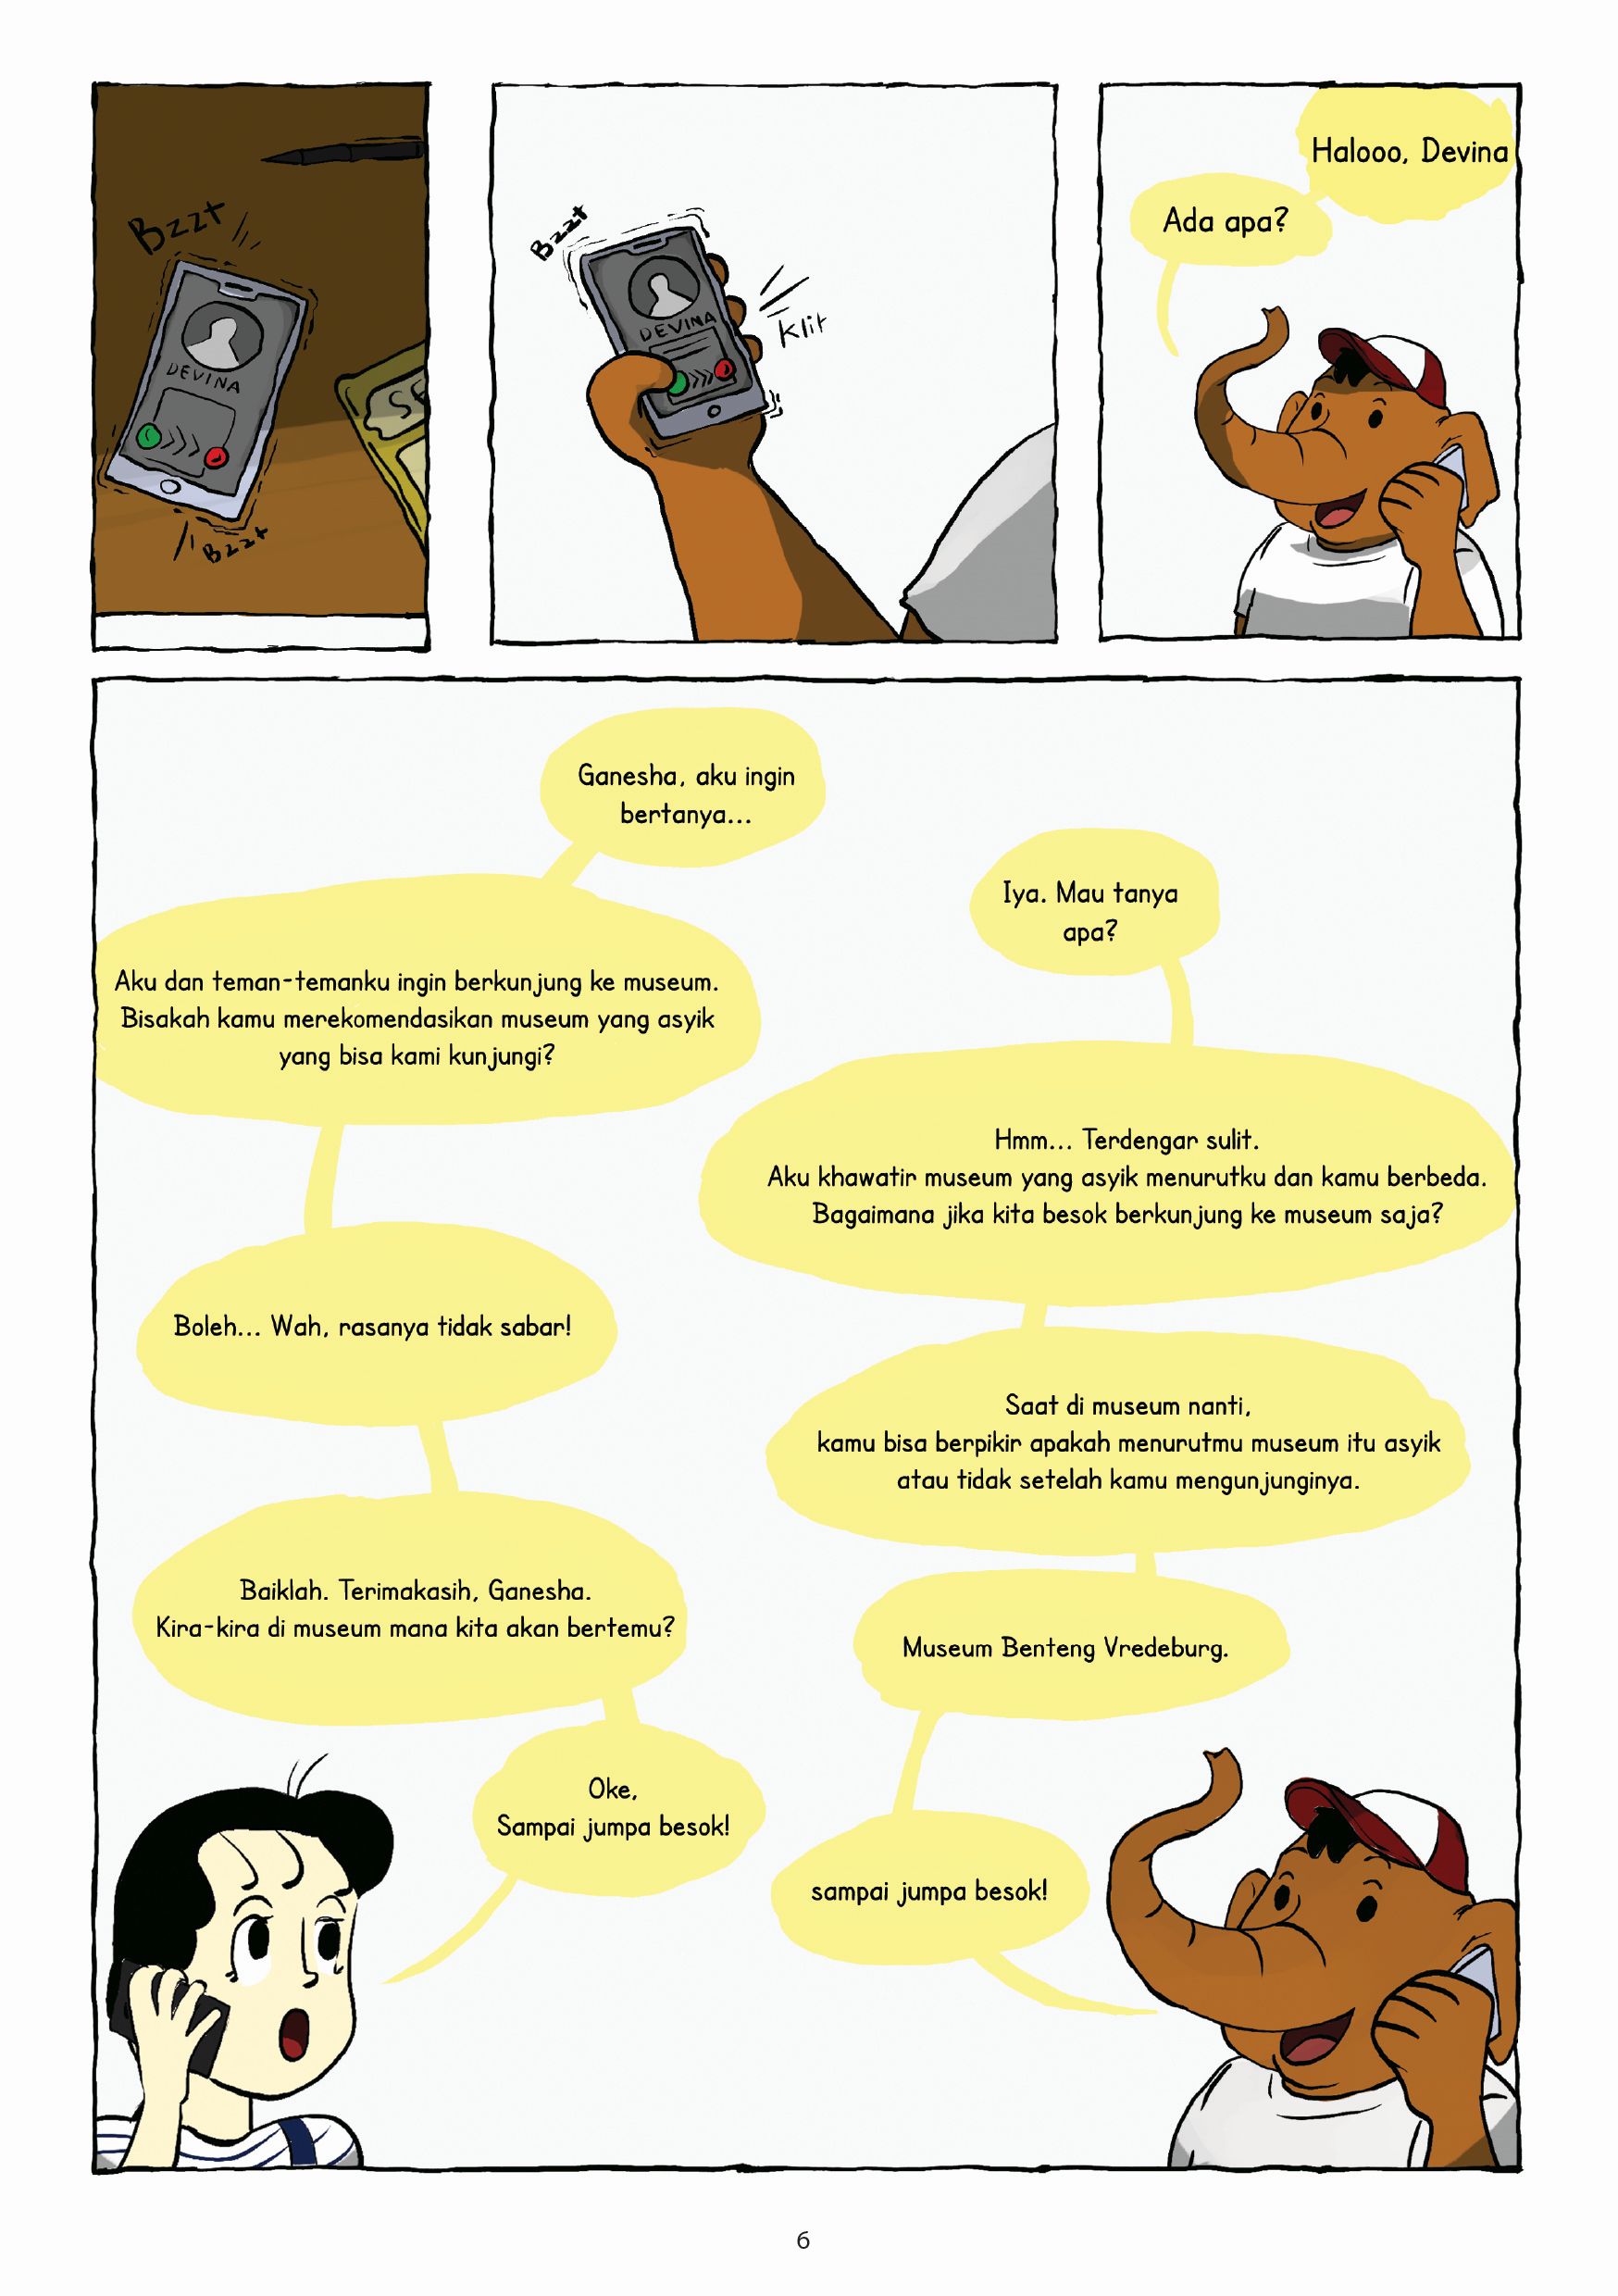 Bzzt
DEVINA
Bzzt
Bzzt
DEVINA
Klit
Halooo, Devina
Ada apa?
Ganesha, aku ingin
bertanya...
Iya. Mau tanya
apa?
Aku dan teman-temanku ingin berkunjung ke museum.
Bisakah kamu merekomendasikan museum yang asyik
yang bisa kami kunjungi?
Hmm... Terdengar sulit.
Aku khawatir museum yang asyik menurutku dan kamu berbeda.
Bagaimana jika kita besok berkunjung ke museum saja?
Boleh... Wah, rasanya tidak sabar!
Saat di museum nanti,
kamu bisa berpikir apakah menurutmu museum itu asyik
atau tidak setelah kamu mengunjunginya.
Baiklah. Terimakasih, Ganesha.
Kira-kira di museum mana kita akan bertemu?
Museum Benteng Vredeburg.
Oke,
Sampai jumpa besok!
sampai jumpa besok!
6